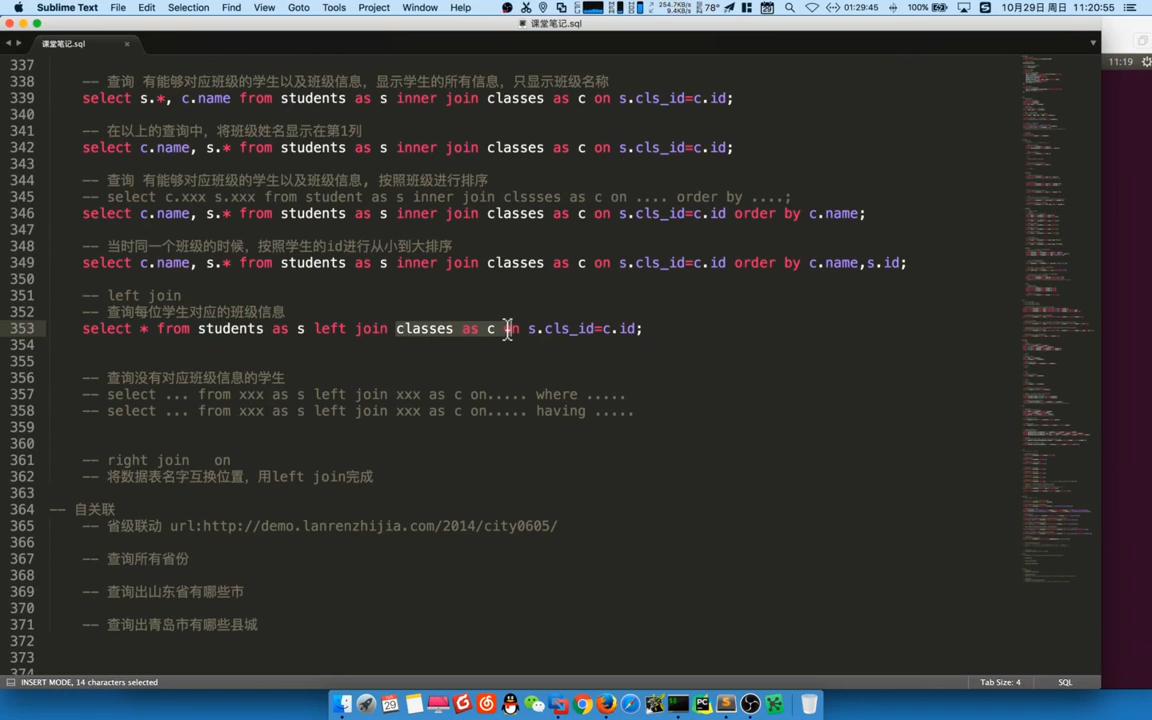 Sublime Text File Edit Selection Find View Goto Tools Project Window Help 254.7KB/s 9.4KB/s 78° 29 01:29:45 100% 10月29日 周日 11:20:55
课堂笔记.sql
课堂笔记.sql ×
11:19
337
338 -- 查询 有能够对应班级的学生以及班级信息，显示学生的所有信息，只显示班级名称
339 select s.*, c.name from students as s inner join classes as c on s.cls_id=c.id;
340
341 -- 在以上的查询中，将班级姓名显示在第1列
342 select c.name, s.* from students as s inner join classes as c on s.cls_id=c.id;
343
344 -- 查询 有能够对应班级的学生以及班级信息, 按照班级进行排序
345 -- select c.xxx s.xxx from student as s inner join clssses as c on .... order by ....;
346 select c.name, s.* from students as s inner join classes as c on s.cls_id=c.id order by c.name;
347
348 -- 当时同一个班级的时候，按照学生的id进行从小到大排序
349 select c.name, s.* from students as s inner join classes as c on s.cls_id=c.id order by c.name,s.id;
350
351 -- left join
352 -- 查询每位学生对应的班级信息
353 select * from students as s left join classes as c on s.cls_id=c.id;
354
355
356 -- 查询没有对应班级信息的学生
357 -- select ... from xxx as s left join xxx as c on..... where .....
358 -- select ... from xxx as s left join xxx as c on..... having .....
359
360
361 -- right join on
362 -- 将数据表名字互换位置，用left join完成
363
364 -- 自关联
365 -- 省级联动 url:http://demo.lanrenzhijia.com/2014/city0605/
366
367 -- 查询所有省份
368
369 -- 查询出山东省有哪些市
370
371 -- 查询出青岛市有哪些县城
372
373
374
INSERT MODE, 14 characters selected Tab Size: 4 SQL